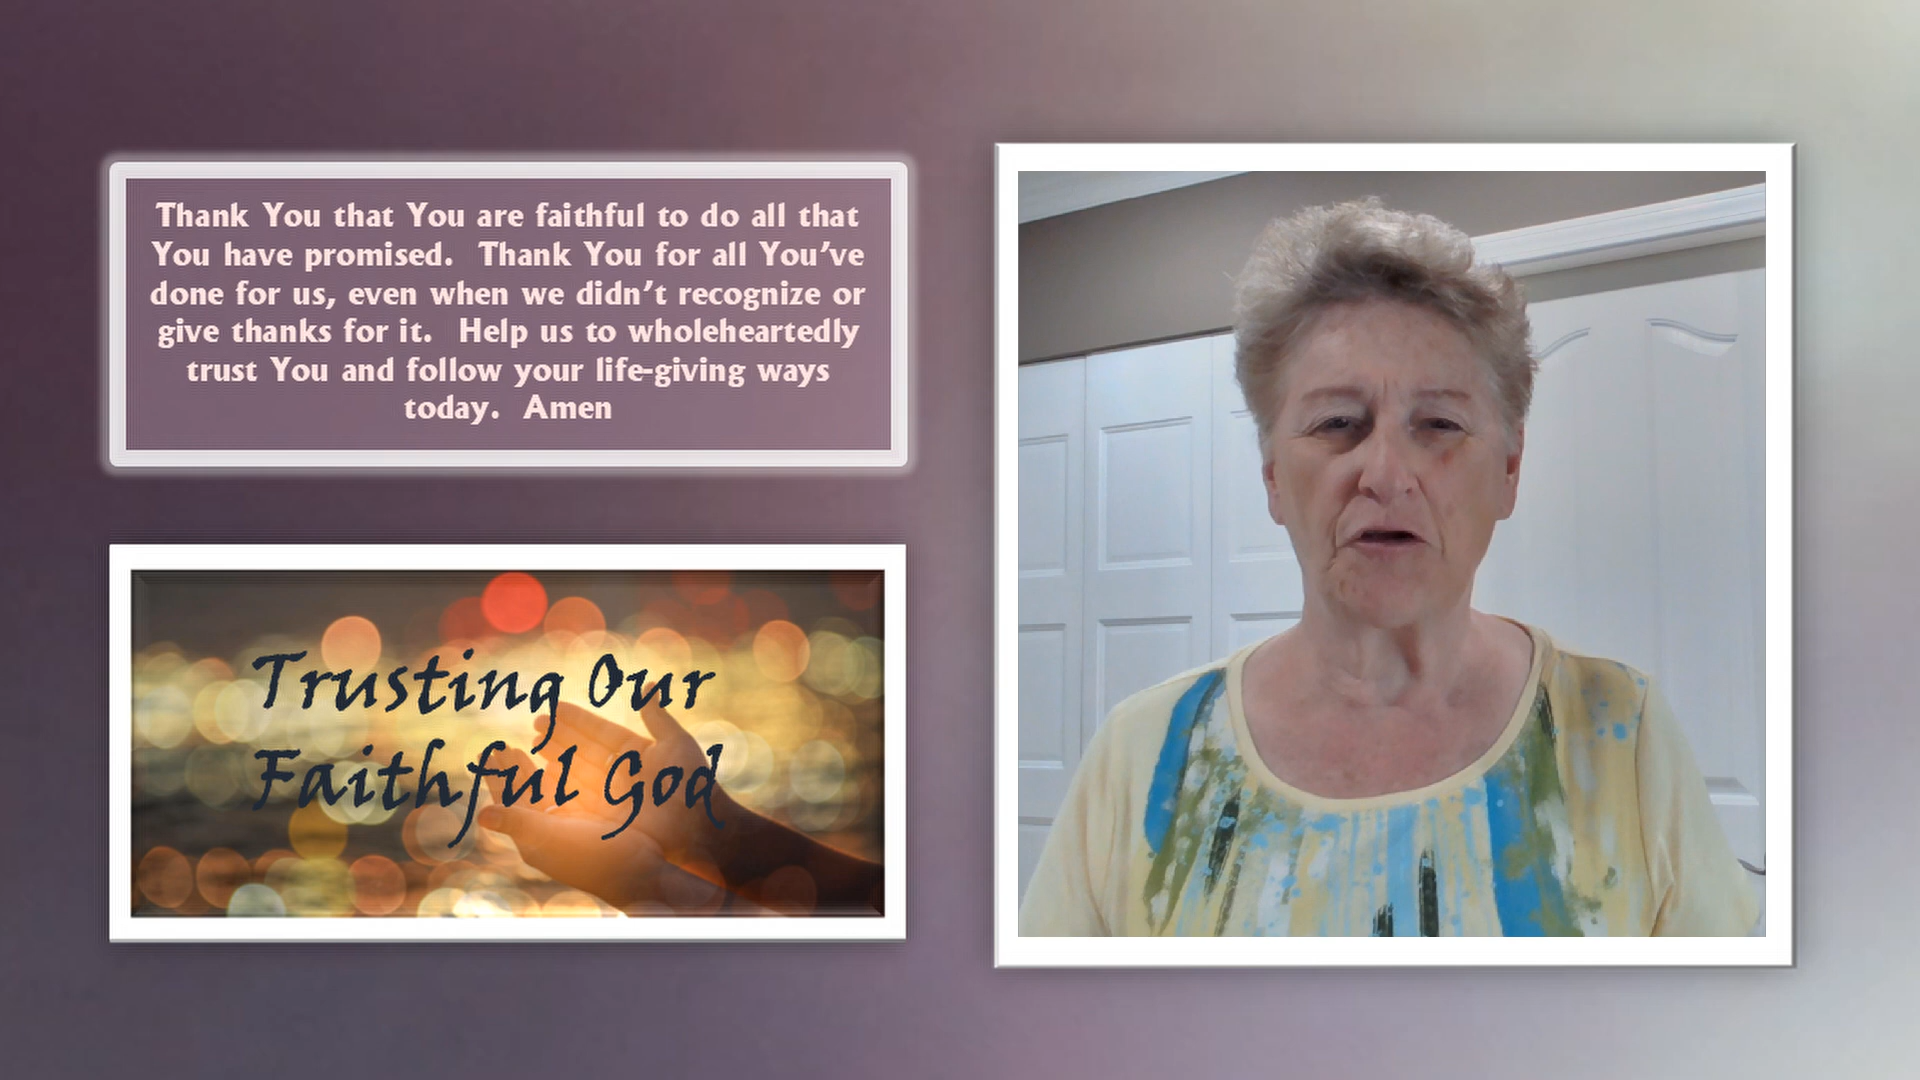 Thank You that You are faithful to do all that
You have promised.  Thank You for all You’ve
done for us, even when we didn’t recognize or
give thanks for it.  Help us to wholeheartedly
trust You and follow your life-giving ways
today.  Amen
Trusting Our
Faithful God